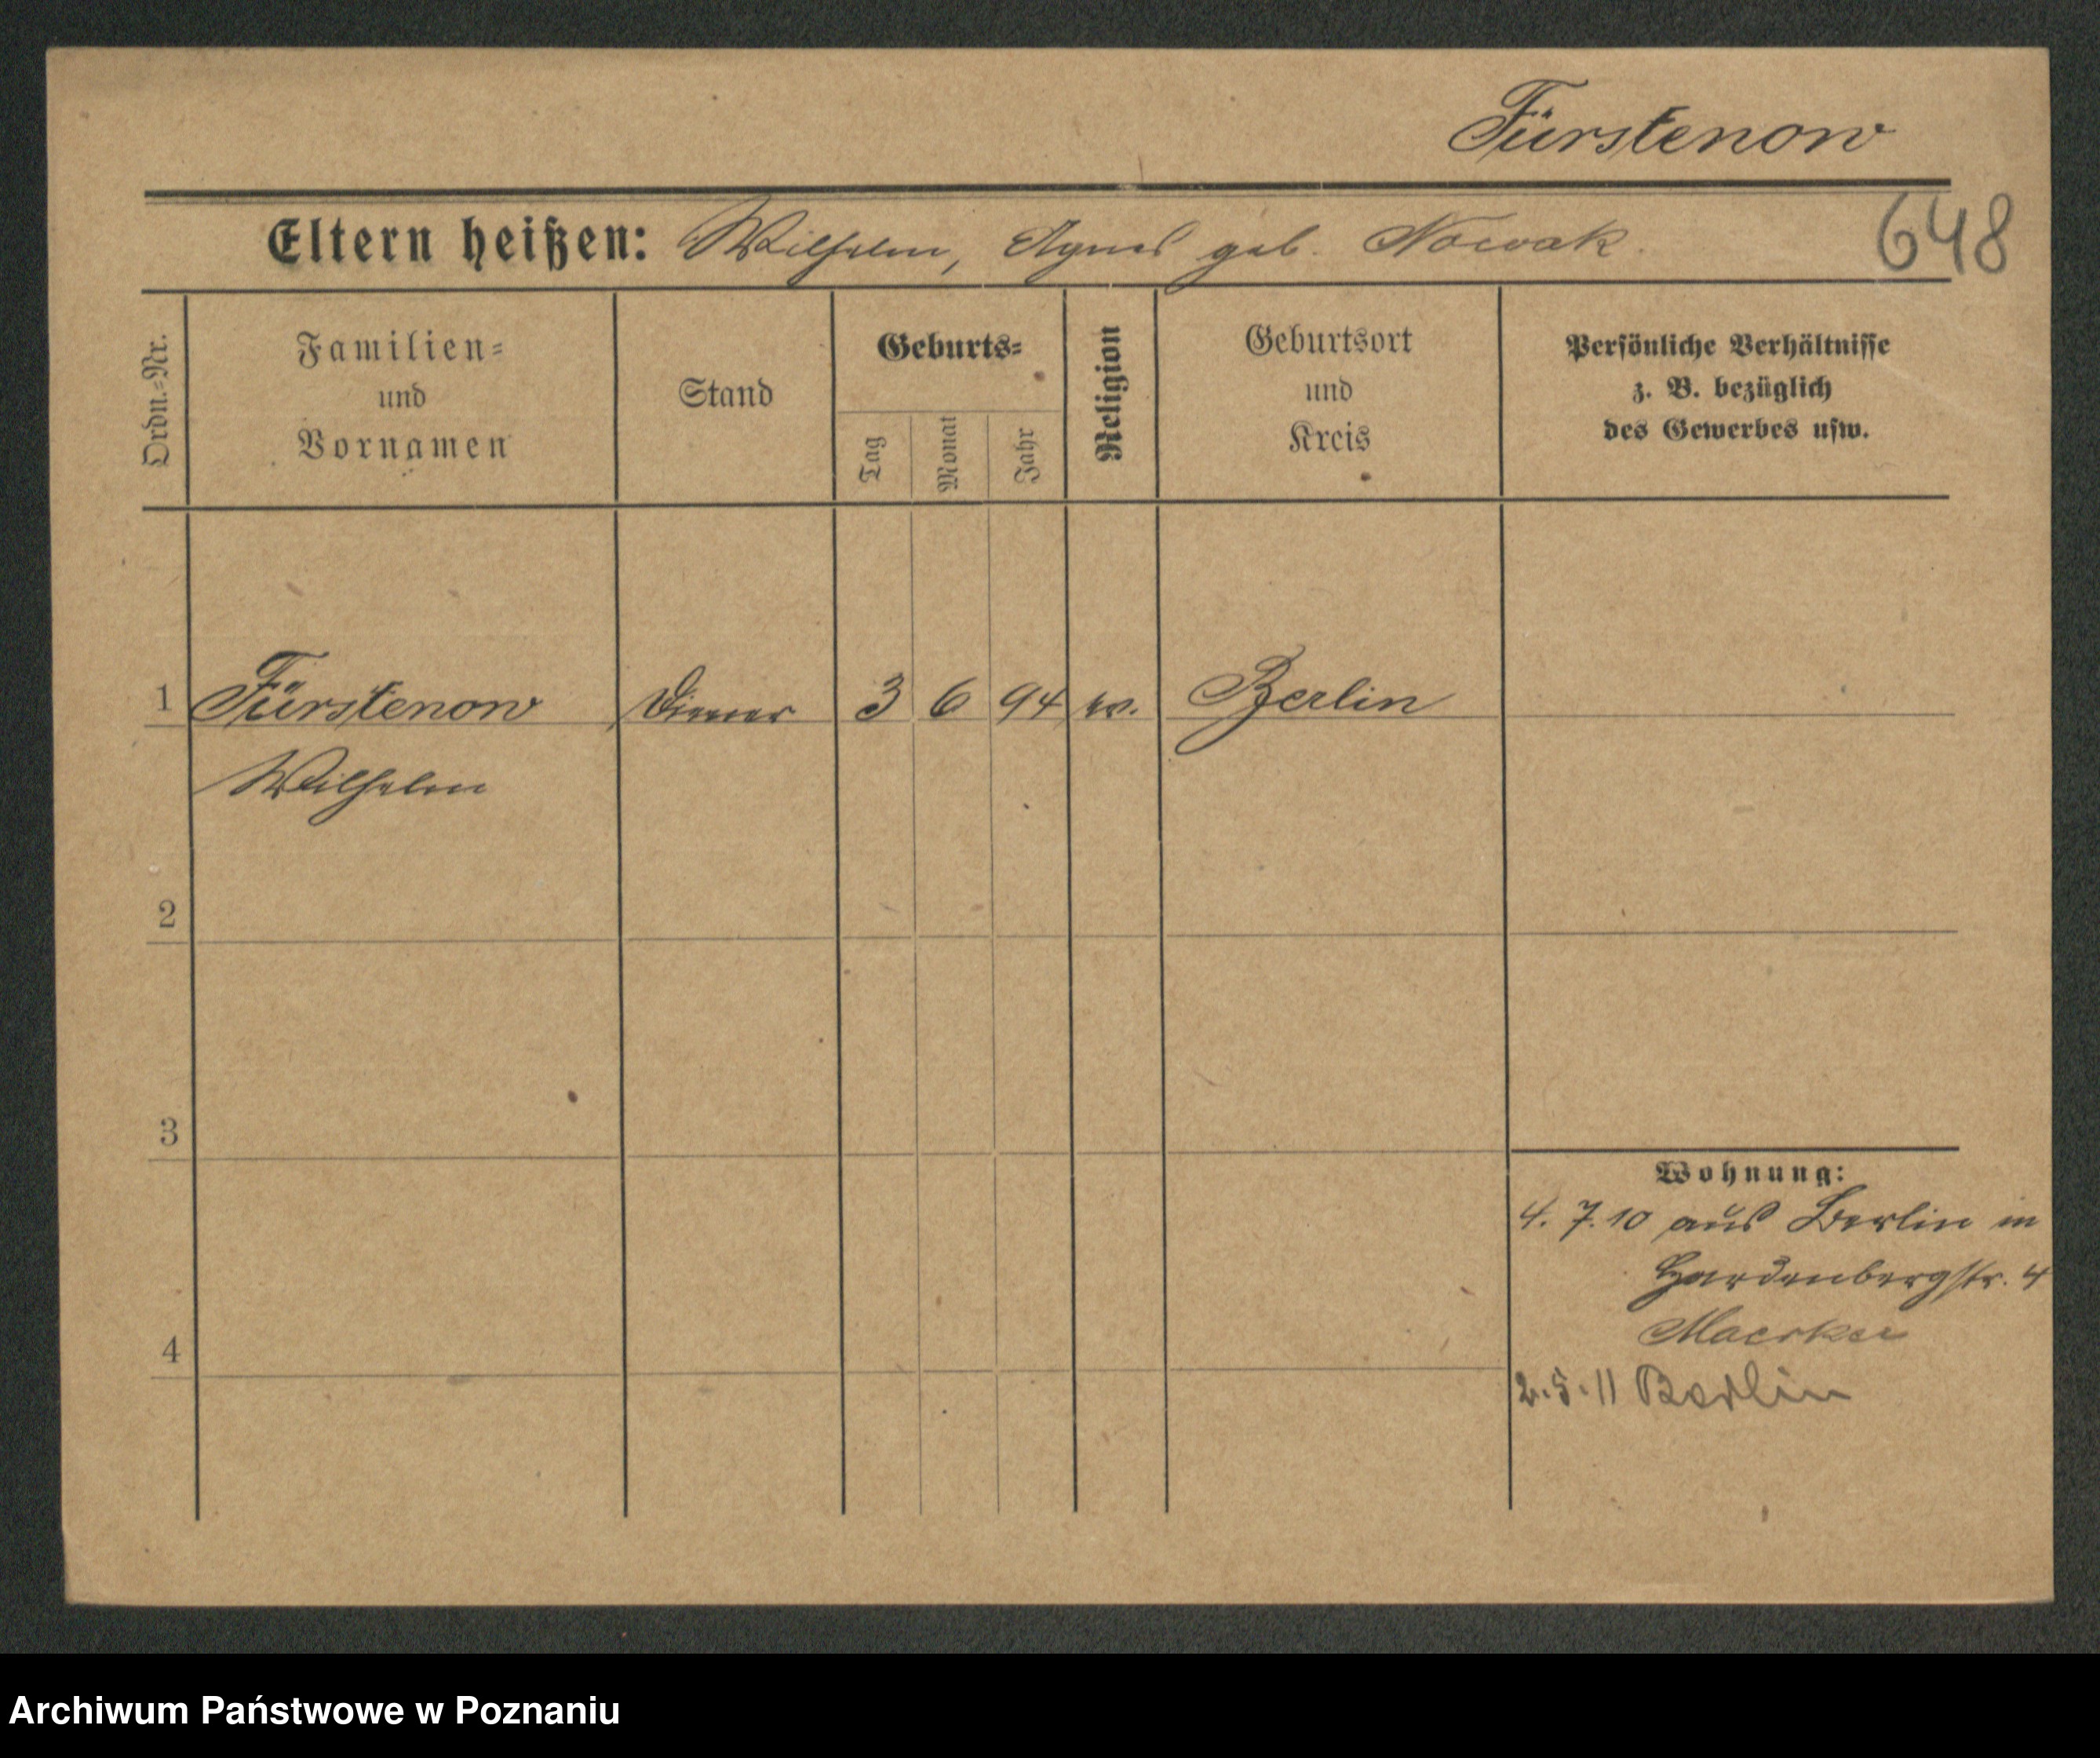 Fürstenow
648
Eltern heißen: Wilhelm, Agnes geb. Nowak.
Ordn.=Nr.
Familien=
und
Vornamen
Stand
Geburts=
Tag
Monat
Jahr
Religion
Geburtsort
und
Kreis
Persönliche Verhältnisse
z. B. bezüglich
des Gewerbes usw.
1 Fürstenow Diener 3 6 94 Berlin
Wilhelm
2
3
4
Wohnung:
4. 7. 10 aus Berlin in
Hardenbergstr. 4
Maerker
2.5.11 Berlin
Archiwum Państwowe w Poznaniu